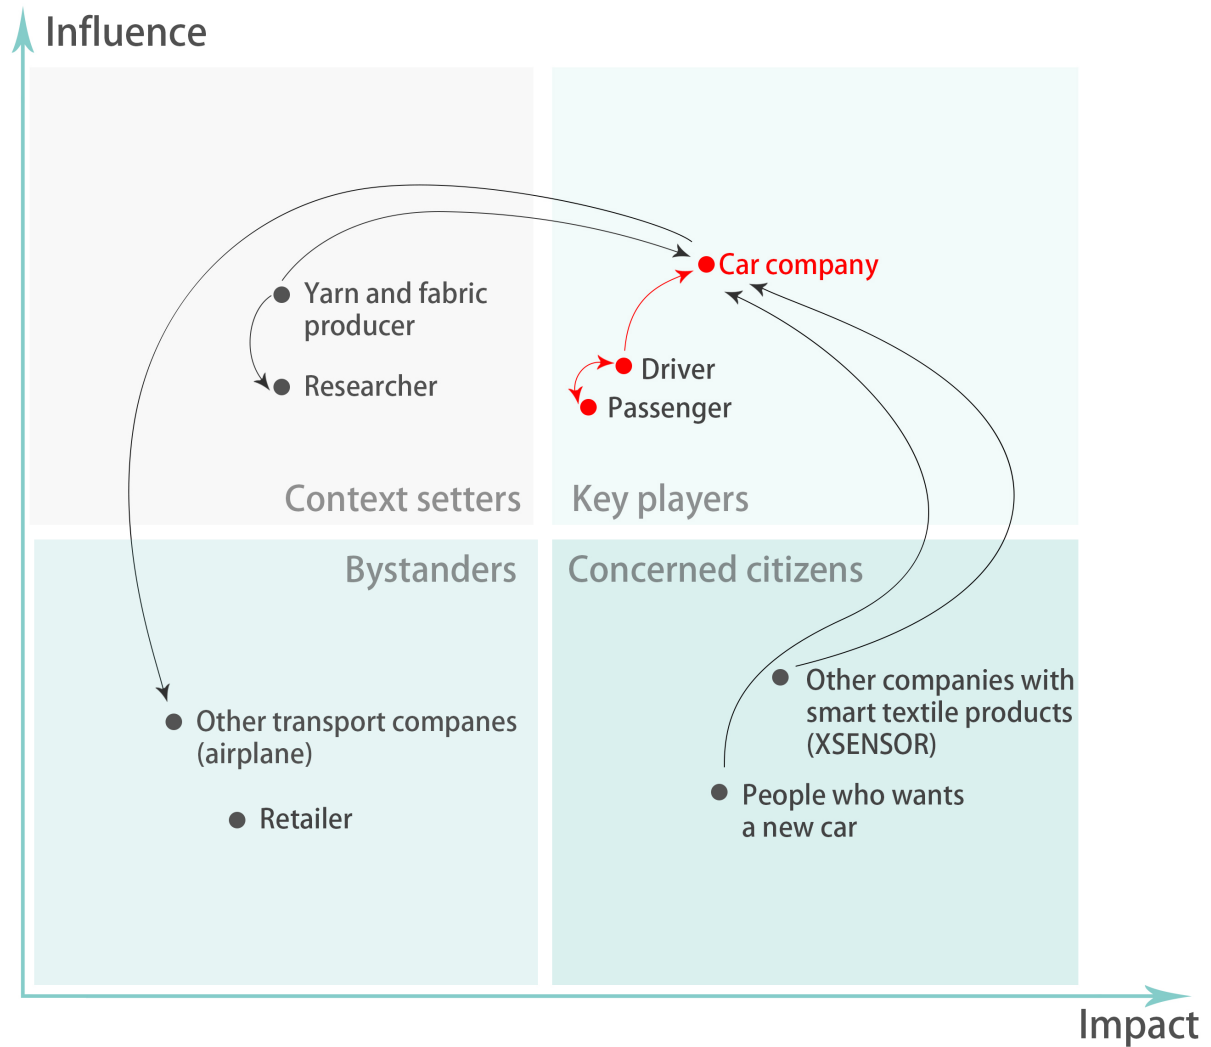 Influence
Car company
Yarn and fabric
producer
Researcher
Driver
Passenger
Context setters
Key players
Bystanders
Concerned citizens
Other transport companes
(airplane)
Retailer
Other companies with
smart textile products
(XSENSOR)
People who wants
a new car
Impact